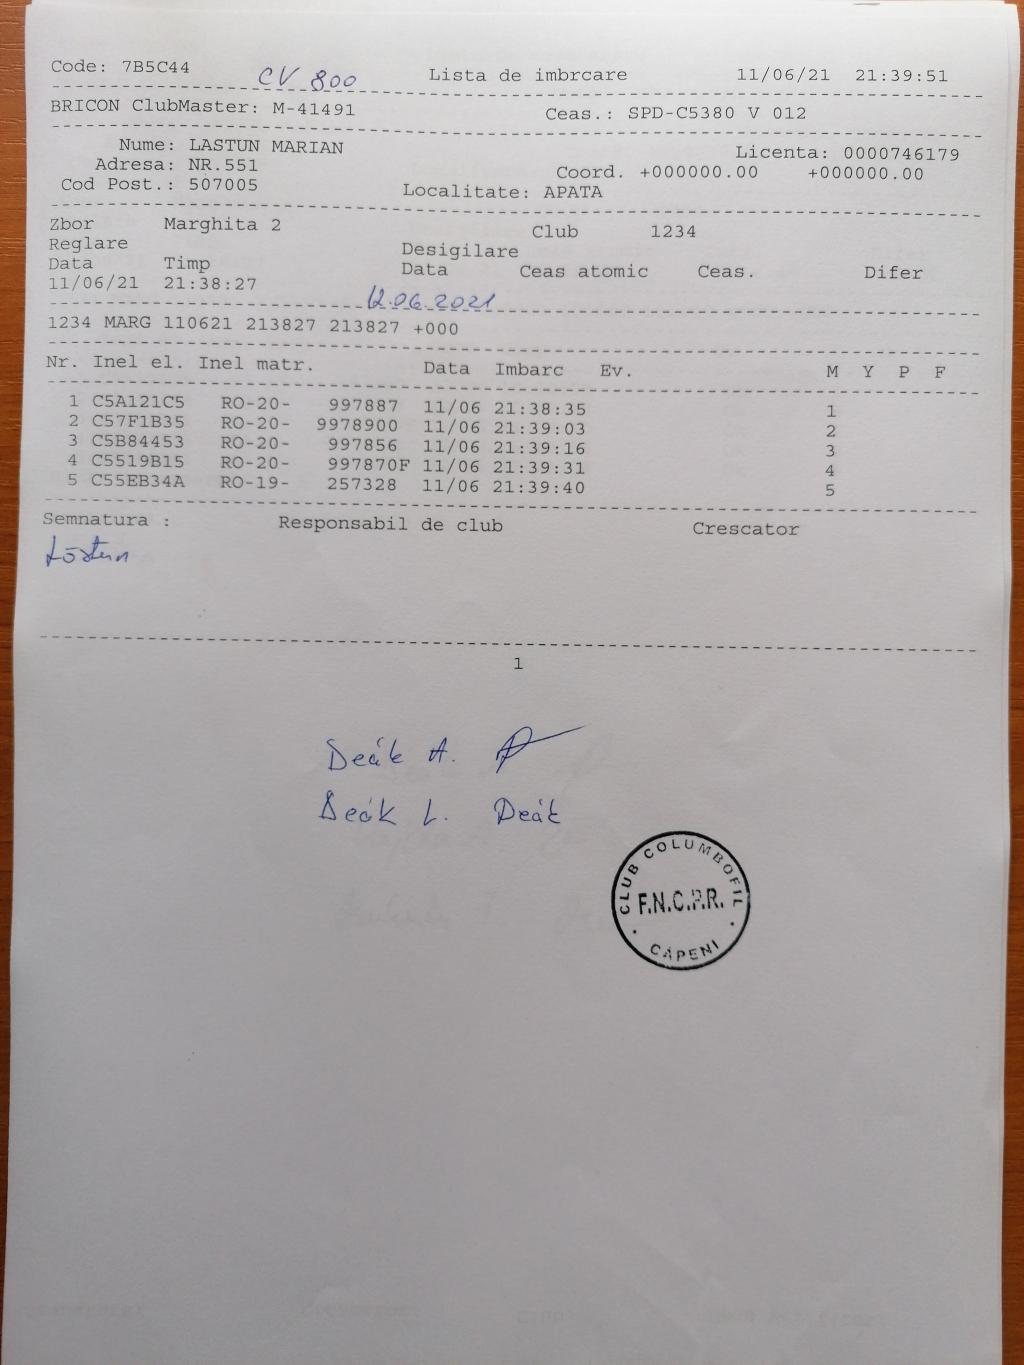 Code: 7B5C44 CV 800 Lista de imbrcare 11/06/21 21:39:51
BRICON ClubMaster: M-41491 Ceas.: SPD-C5380 V 012
Nume: LASTUN MARIAN Licenta: 0000746179
Adresa: NR.551 Coord. +000000.00 +000000.00
Cod Post.: 507005 Localitate: APATA
Zbor Marghita 2 Club 1234
Reglare Desigilare
Data Timp Data Ceas atomic Ceas. Difer
11/06/21 21:38:27
12.06.2021
1234 MARG 110621 213827 213827 +000
Nr. Inel el. Inel matr. Data Imbarc Ev. M Y P F
1 C5A121C5 RO-20- 997887 11/06 21:38:35 1
2 C57F1B35 RO-20- 9978900 11/06 21:39:03 2
3 C5B84453 RO-20- 997856 11/06 21:39:16 3
4 C5519B15 RO-20- 997870F 11/06 21:39:31 4
5 C55EB34A RO-19- 257328 11/06 21:39:40 5
Semnatura : Responsabil de club Crescator
1
Deák A.
Deák L. Deák
CLUB COLUMBOFIL
F.N.C.P.R.
CĂPENI